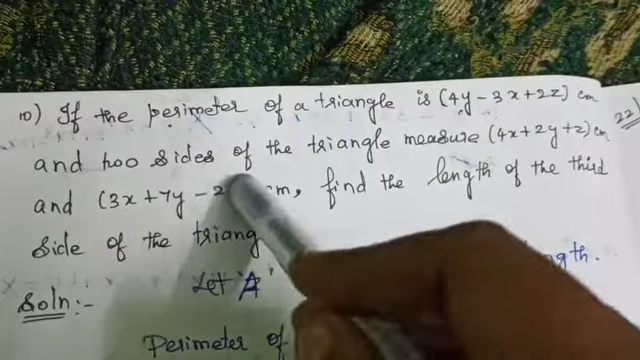 10) If the perimeter of a triangle is (4y - 3x + 2z) cm
and two sides of the triangle measure (4x + 2y + z) cm
and (3x + 7y - 2 cm, find the length of the third
side of the triang
Let A
Soln:-
Perimeter of
22)